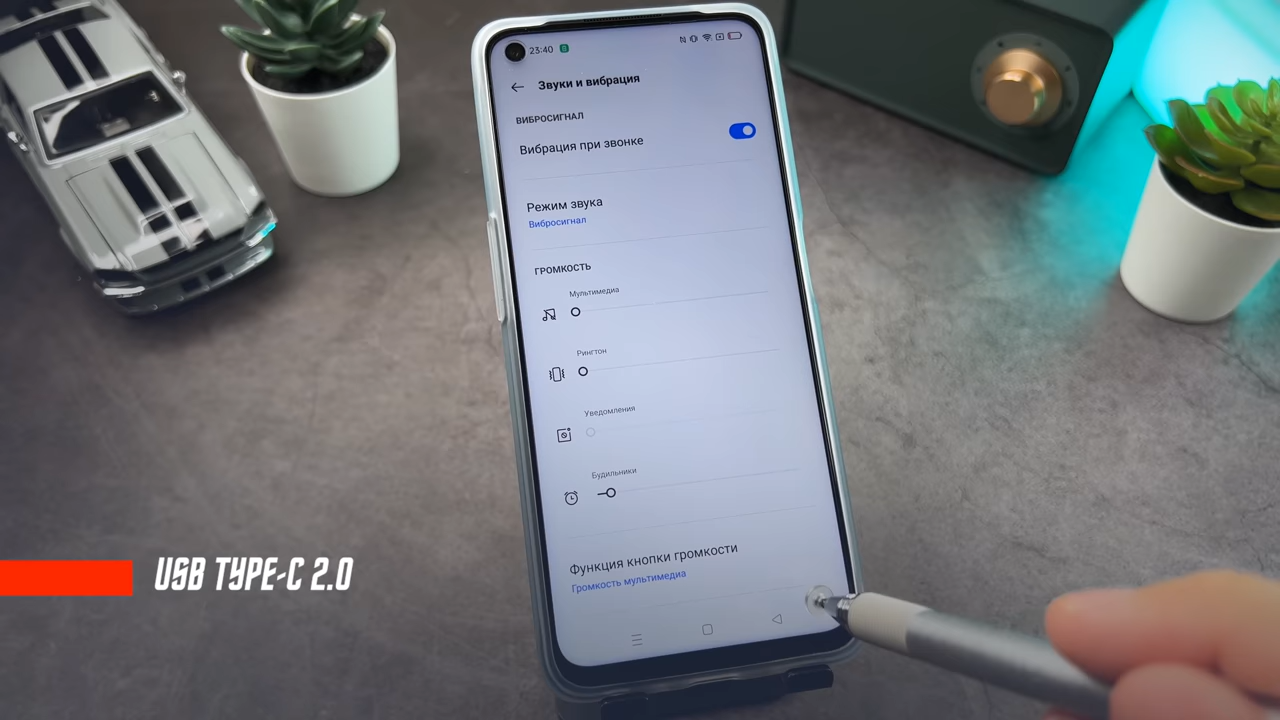 23:40
Звуки и вибрация
ВИБРОСИГНАЛ
Вибрация при звонке
Режим звука
Вибросигнал
ГРОМКОСТЬ
Мультимедиа
Рингтон
Уведомления
Будильники
Функция кнопки громкости
Громкость мультимедиа
USB TYPE-C 2.0